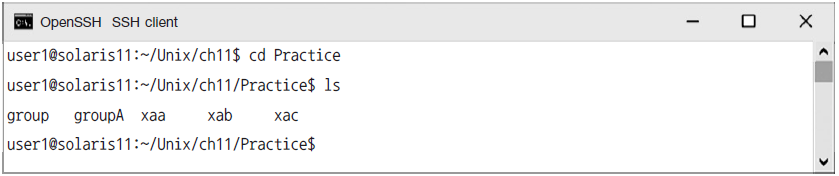 OpenSSH SSH client
user1@solaris11:~/Unix/ch11$ cd Practice
user1@solaris11:~/Unix/ch11/Practice$ ls
group groupA xaa xab xac
user1@solaris11:~/Unix/ch11/Practice$